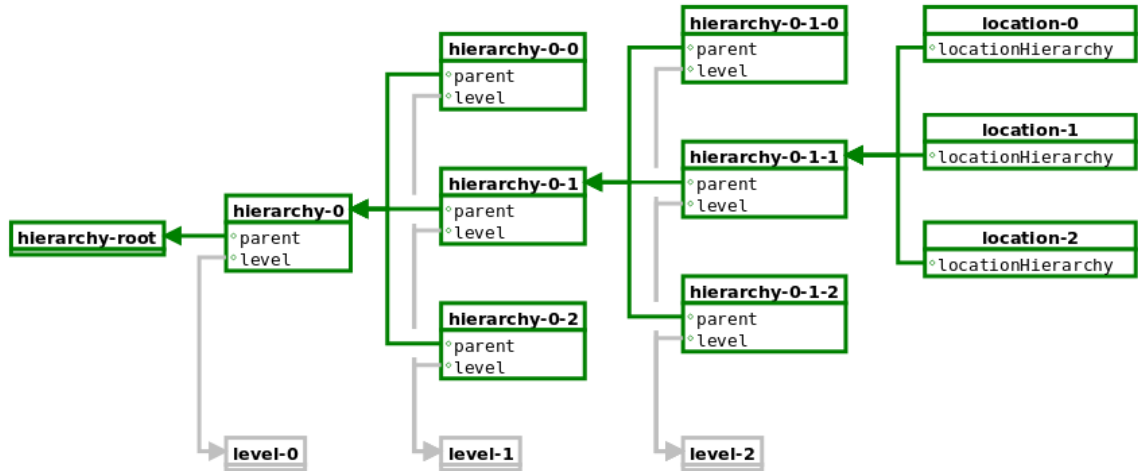 hierarchy-root
hierarchy-0
parent
level
hierarchy-0-0
parent
level
hierarchy-0-1
parent
level
hierarchy-0-2
parent
level
hierarchy-0-1-0
parent
level
hierarchy-0-1-1
parent
level
hierarchy-0-1-2
parent
level
location-0
locationHierarchy
location-1
locationHierarchy
location-2
locationHierarchy
level-0
level-1
level-2